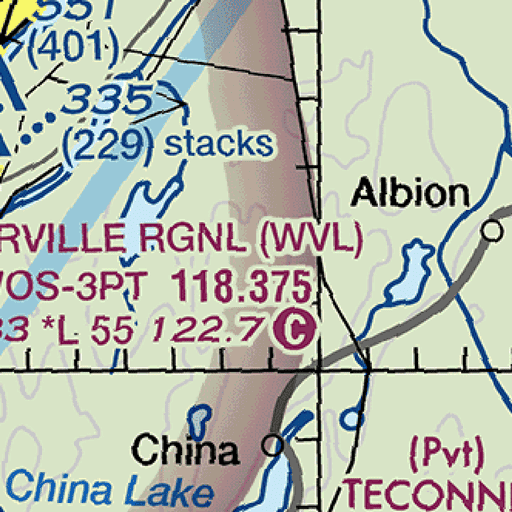 551
(401)
335
(229) stacks
Albion
RVILLE RGNL (WVL)
WOS-3PT 118.375
33 *L 55 122.7 C
China
China Lake
(Pvt)
TECONN